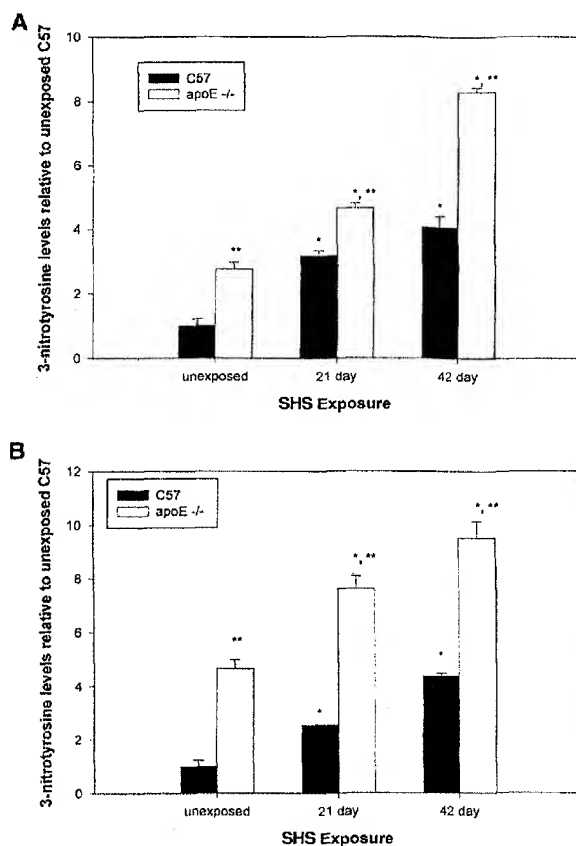 A
3-nitrotyrosine levels relative to unexposed C57
10
8
6
4
2
0
C57
apoE -/-
**
*
*, **
*
*, **
unexposed
21 day
42 day
SHS Exposure
B
3-nitrotyrosine levels relative to unexposed C57
12
10
8
6
4
2
0
C57
apoE -/-
**
*
*, **
*
*, **
unexposed
21 day
42 day
SHS Exposure